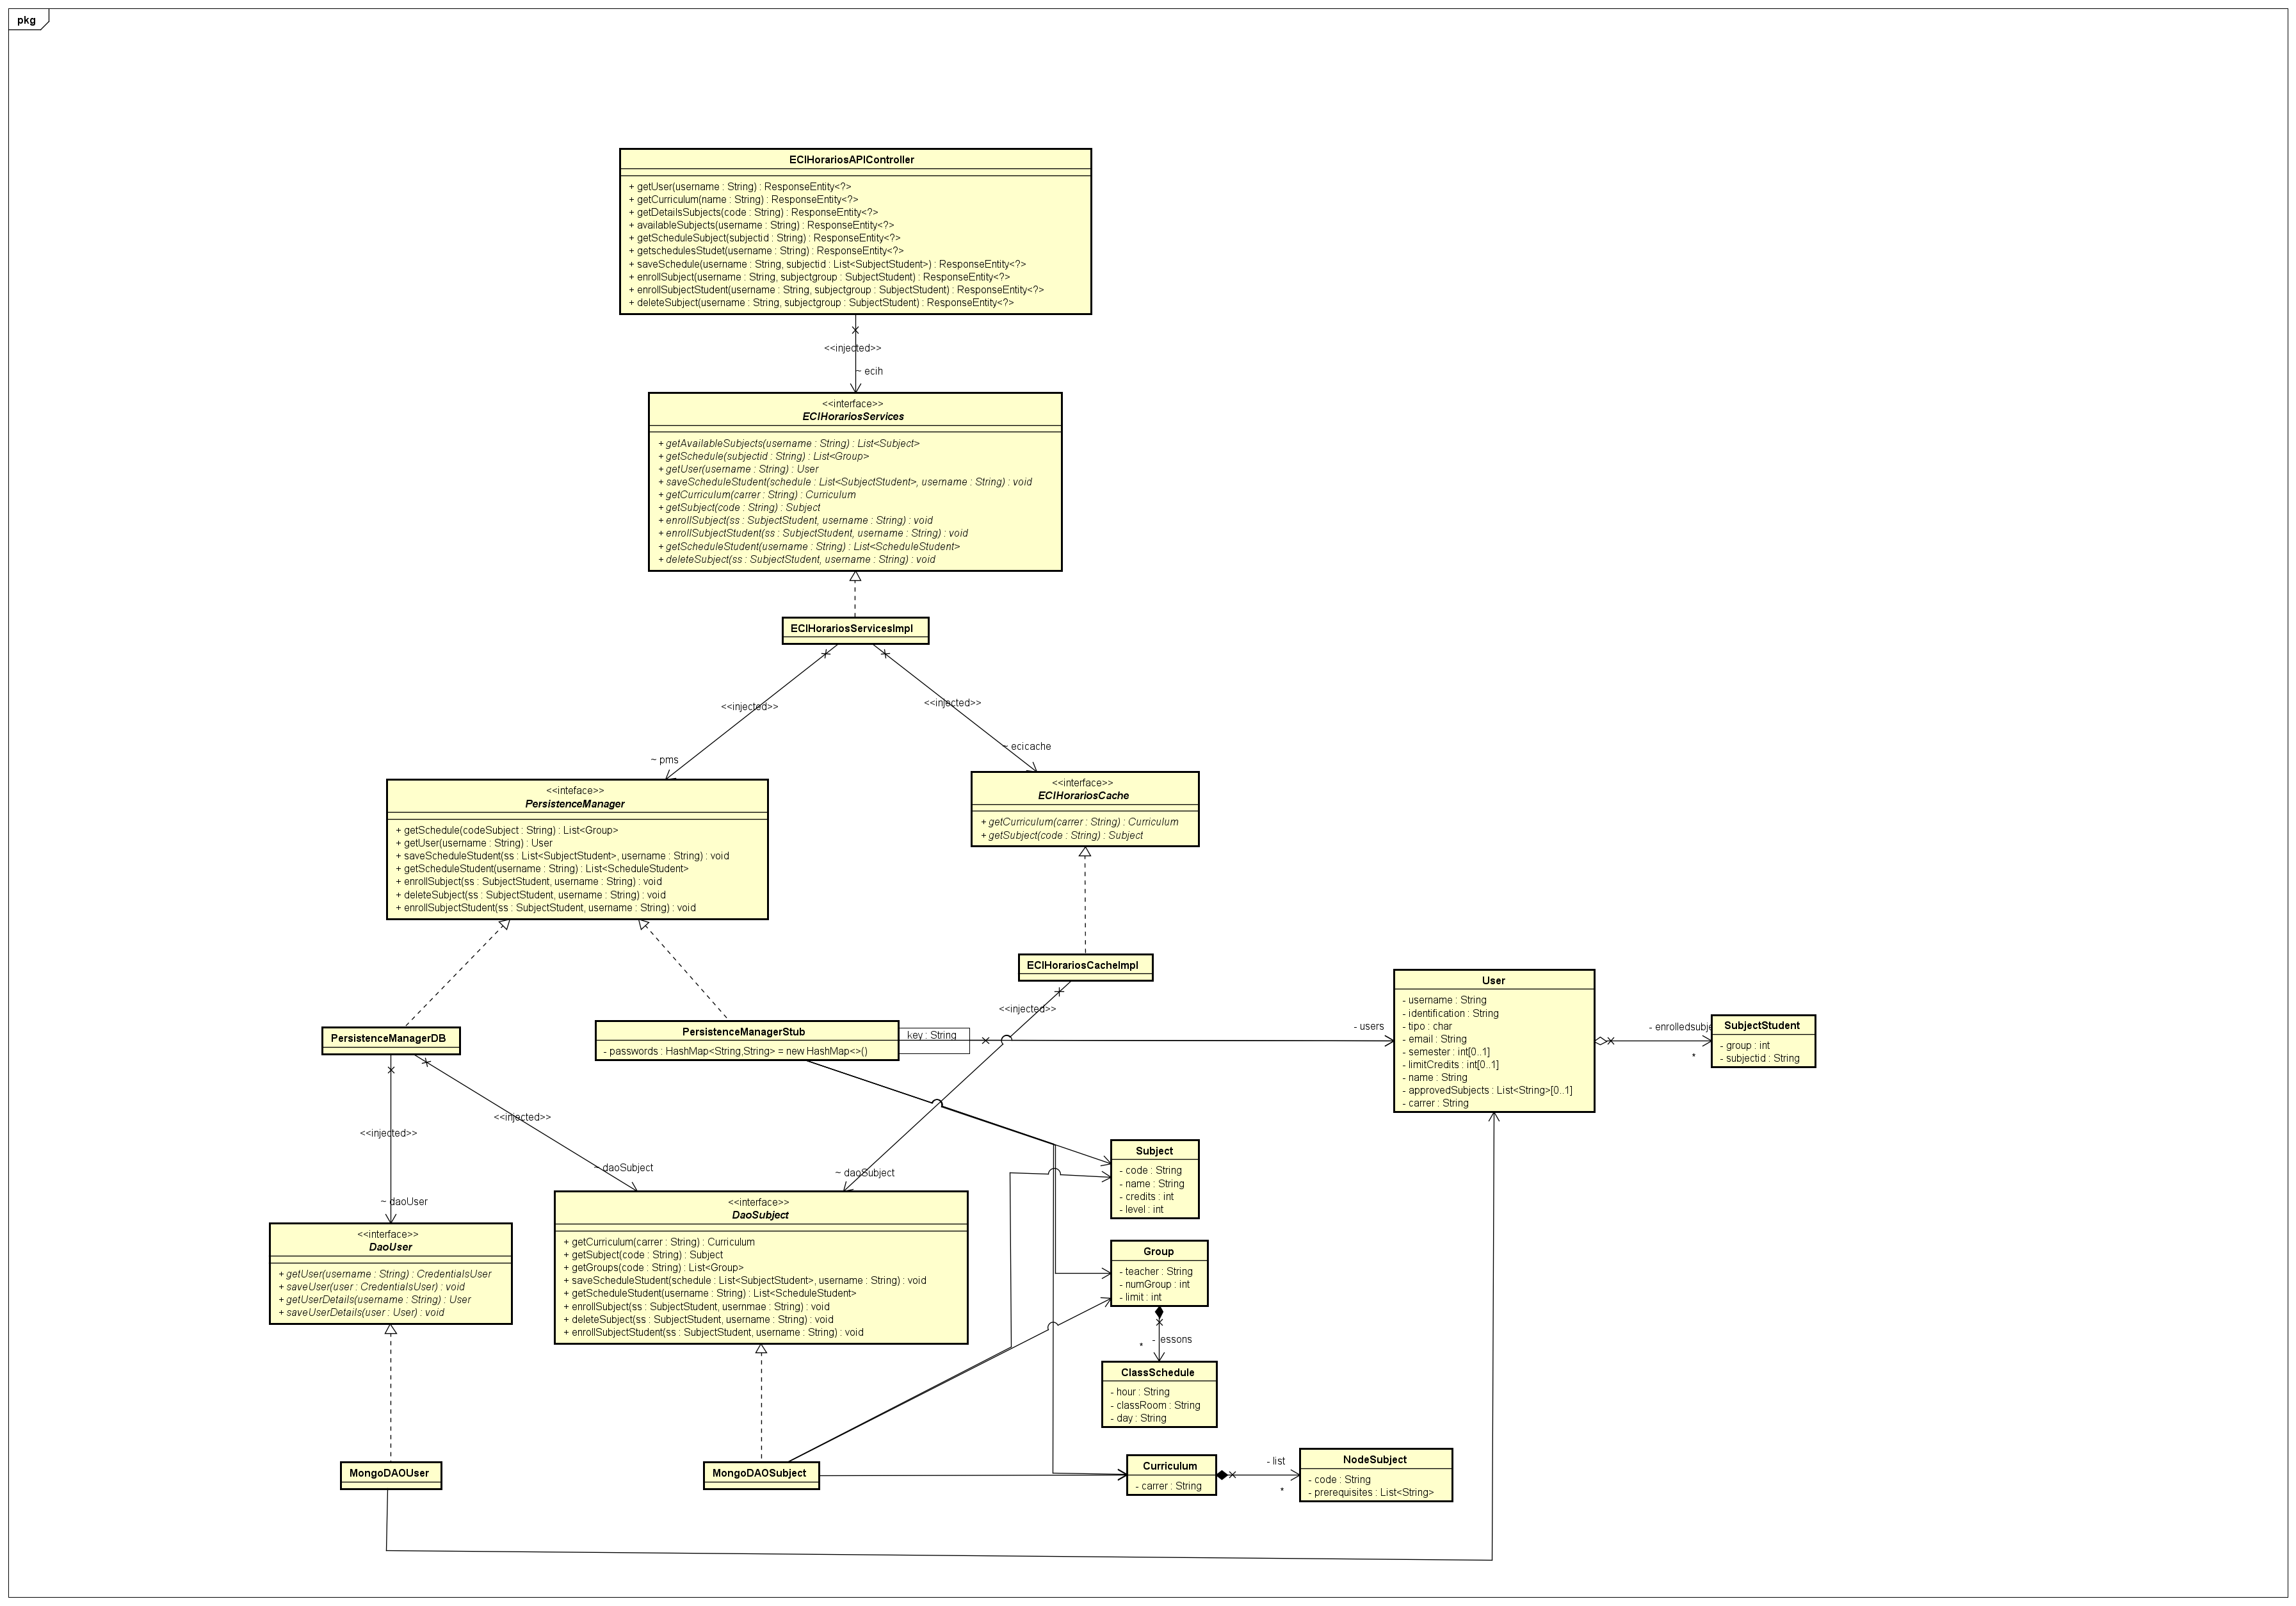 pkg
ECIHorariosAPIController
+ getUser(username : String) : ResponseEntity<?>
+ getCurriculum(name : String) : ResponseEntity<?>
+ getDetailsSubjects(code : String) : ResponseEntity<?>
+ availableSubjects(username : String) : ResponseEntity<?>
+ getScheduleSubject(subjectid : String) : ResponseEntity<?>
+ getschedulesStudet(username : String) : ResponseEntity<?>
+ saveSchedule(username : String, subjectid : List<SubjectStudent>) : ResponseEntity<?>
+ enrollSubject(username : String, subjectgroup : SubjectStudent) : ResponseEntity<?>
+ enrollSubjectStudent(username : String, subjectgroup : SubjectStudent) : ResponseEntity<?>
+ deleteSubject(username : String, subjectgroup : SubjectStudent) : ResponseEntity<?>
<<injected>>
~ ecih
<<interface>>
ECIHorariosServices
+ getAvailableSubjects(username : String) : List<Subject>
+ getSchedule(subjectid : String) : List<Group>
+ getUser(username : String) : User
+ saveScheduleStudent(schedule : List<SubjectStudent>, username : String) : void
+ getCurriculum(carrer : String) : Curriculum
+ getSubject(code : String) : Subject
+ enrollSubject(ss : SubjectStudent, username : String) : void
+ enrollSubjectStudent(ss : SubjectStudent, username : String) : void
+ getScheduleStudent(username : String) : List<ScheduleStudent>
+ deleteSubject(ss : SubjectStudent, username : String) : void
ECIHorariosServicesImpl
<<injected>>
<<injected>>
~ pms
~ ecicache
<<inteface>>
PersistenceManager
+ getSchedule(codeSubject : String) : List<Group>
+ getUser(username : String) : User
+ saveScheduleStudent(ss : List<SubjectStudent>, username : String) : void
+ getScheduleStudent(username : String) : List<ScheduleStudent>
+ enrollSubject(ss : SubjectStudent, username : String) : void
+ deleteSubject(ss : SubjectStudent, username : String) : void
+ enrollSubjectStudent(ss : SubjectStudent, username : String) : void
<<interface>>
ECIHorariosCache
+ getCurriculum(carrer : String) : Curriculum
+ getSubject(code : String) : Subject
ECIHorariosCacheImpl
<<injected>>
PersistenceManagerDB
PersistenceManagerStub
- passwords : HashMap<String,String> = new HashMap<>()
key : String
- users
User
- username : String
- identification : String
- tipo : char
- email : String
- semester : int[0..1]
- limitCredits : int[0..1]
- name : String
- approvedSubjects : List<String>[0..1]
- carrer : String
- enrolledsubje
*
SubjectStudent
- group : int
- subjectid : String
<<injected>>
<<injected>>
~ daoSubject
~ daoSubject
~ daoUser
<<interface>>
DaoUser
+ getUser(username : String) : CredentialsUser
+ saveUser(user : CredentialsUser) : void
+ getUserDetails(username : String) : User
+ saveUserDetails(user : User) : void
<<interface>>
DaoSubject
+ getCurriculum(carrer : String) : Curriculum
+ getSubject(code : String) : Subject
+ getGroups(code : String) : List<Group>
+ saveScheduleStudent(schedule : List<SubjectStudent>, username : String) : void
+ getScheduleStudent(username : String) : List<ScheduleStudent>
+ enrollSubject(ss : SubjectStudent, usernmae : String) : void
+ deleteSubject(ss : SubjectStudent, username : String) : void
+ enrollSubjectStudent(ss : SubjectStudent, username : String) : void
Subject
- code : String
- name : String
- credits : int
- level : int
Group
- teacher : String
- numGroup : int
- limit : int
- lessons
*
ClassSchedule
- hour : String
- classRoom : String
- day : String
MongoDAOUser
MongoDAOSubject
Curriculum
- carrer : String
- list
*
NodeSubject
- code : String
- prerequisites : List<String>